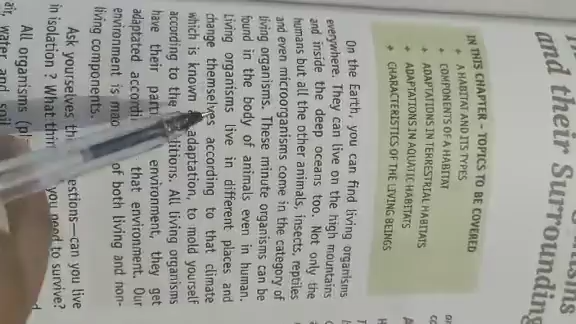 and their Surrounding
IN THIS CHAPTER – TOPICS TO BE COVERED
A HABITAT AND ITS TYPES
COMPONENTS OF A HABITAT
ADAPTATIONS IN TERRESTRIAL HABITATS
ADAPTATIONS IN AQUATIC HABITATS
CHARACTERISTICS OF THE LIVING BEINGS
On the Earth, you can find living organisms
everywhere. They can live on the high mountains
and inside the deep oceans too. Not only the
humans but all the other animals, insects, reptiles
and even microorganisms come in the category of
living organisms. These minute organisms can be
found in the body of animals even in human.
Living organisms live in different places and
change themselves according to that climate
which is known adaptation, to mold yourself
according to the All living organisms
have their environment, they get
adapted that environment. Our
environment is of both living and non-
living components.
Ask yourselves can you live
in isolation ? What you need to survive?
All organisms
air, water and soil